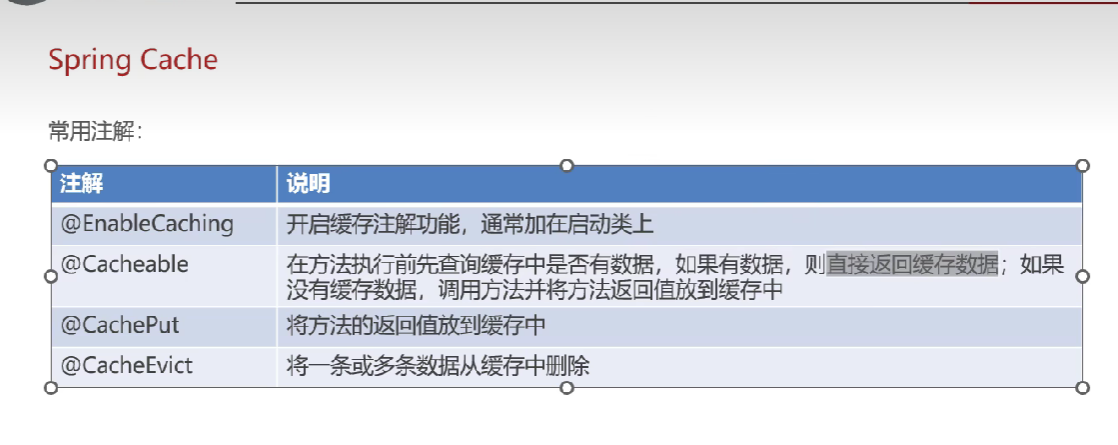 Spring Cache
常用注解：
注解 说明
@EnableCaching 开启缓存注解功能，通常加在启动类上
@Cacheable 在方法执行前先查询缓存中是否有数据，如果有数据，则直接返回缓存数据；如果
没有缓存数据，调用方法并将方法返回值放到缓存中
@CachePut 将方法的返回值放到缓存中
@CacheEvict 将一条或多条数据从缓存中删除